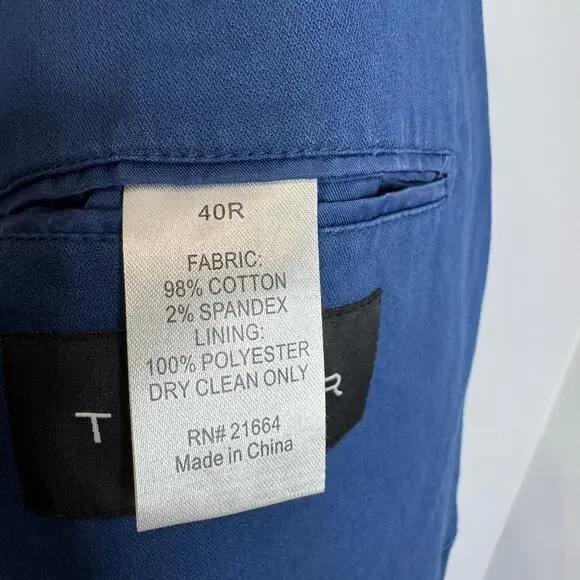 40R
FABRIC:
98% COTTON
2% SPANDEX
LINING:
100% POLYESTER
DRY CLEAN ONLY
RN# 21664
Made in China